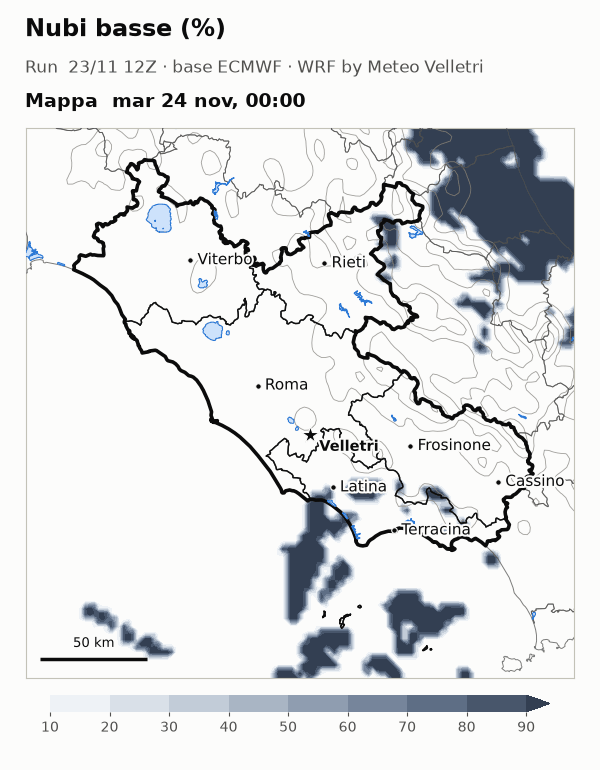 Nubi basse (%)
Run 23/11 12Z · base ECMWF · WRF by Meteo Velletri
Mappa mar 24 nov, 00:00
Viterbo
Rieti
Roma
Velletri
Frosinone
Cassino
Latina
Terracina
50 km
10 20 30 40 50 60 70 80 90